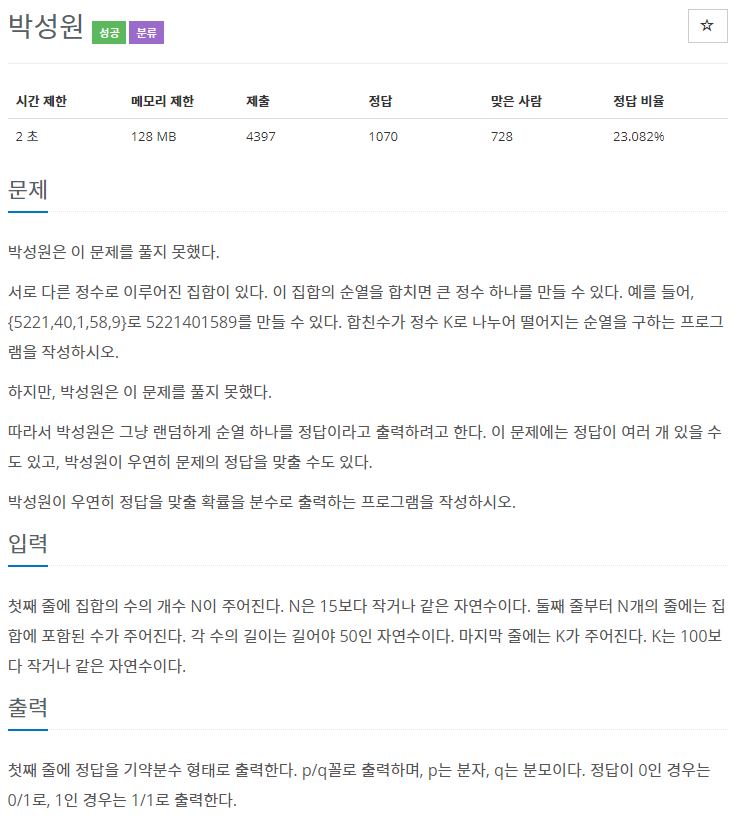 박성원 성공 분류
☆
시간 제한 메모리 제한 제출 정답 맞은 사람 정답 비율
2 초 128 MB 4397 1070 728 23.082%
문제
박성원은 이 문제를 풀지 못했다.
서로 다른 정수로 이루어진 집합이 있다. 이 집합의 순열을 합치면 큰 정수 하나를 만들 수 있다. 예를 들어,
{5221,40,1,58,9}로 5221401589를 만들 수 있다. 합친수가 정수 K로 나누어 떨어지는 순열을 구하는 프로그
램을 작성하시오.
하지만, 박성원은 이 문제를 풀지 못했다.
따라서 박성원은 그냥 랜덤하게 순열 하나를 정답이라고 출력하려고 한다. 이 문제에는 정답이 여러 개 있을 수
도 있고, 박성원이 우연히 문제의 정답을 맞출 수도 있다.
박성원이 우연히 정답을 맞출 확률을 분수로 출력하는 프로그램을 작성하시오.
입력
첫째 줄에 집합의 수의 개수 N이 주어진다. N은 15보다 작거나 같은 자연수이다. 둘째 줄부터 N개의 줄에는 집
합에 포함된 수가 주어진다. 각 수의 길이는 길어야 50인 자연수이다. 마지막 줄에는 K가 주어진다. K는 100보
다 작거나 같은 자연수이다.
출력
첫째 줄에 정답을 기약분수 형태로 출력한다. p/q꼴로 출력하며, p는 분자, q는 분모이다. 정답이 0인 경우는
0/1로, 1인 경우는 1/1로 출력한다.